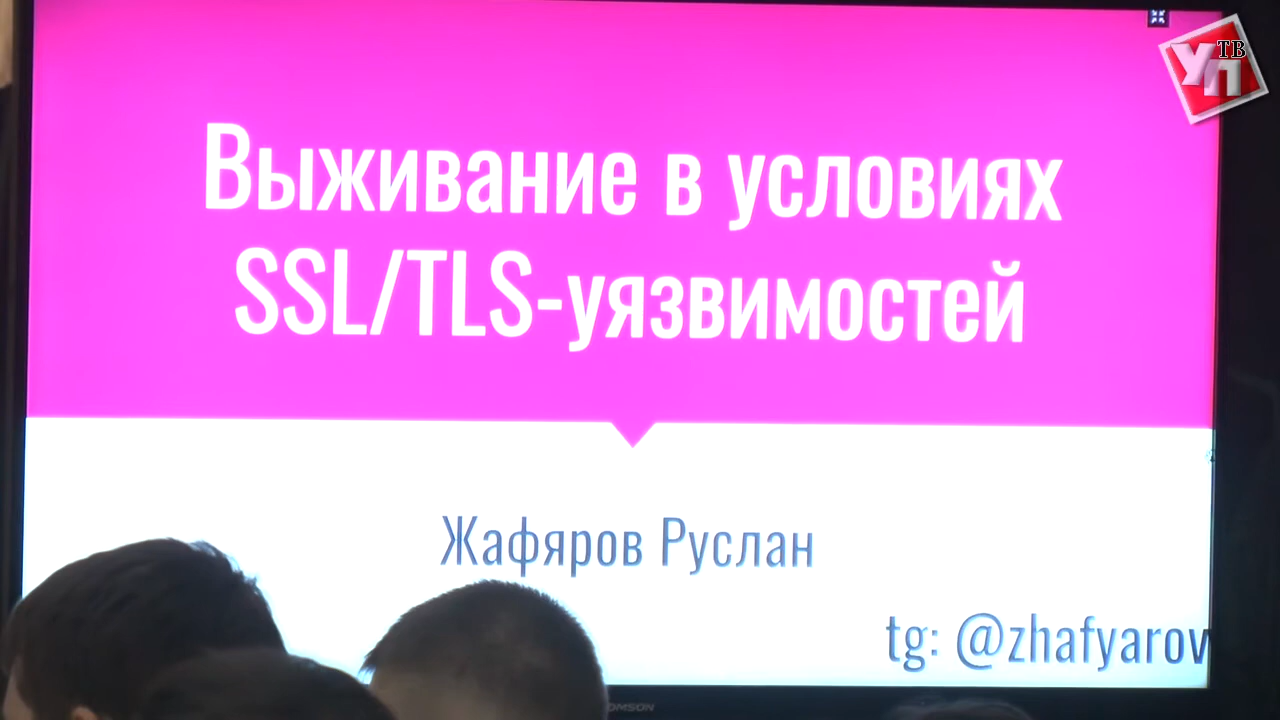 УП
ТВ
Выживание в условиях
SSL/TLS-уязвимостей
Жафяров Руслан
tg: @zhafyarov